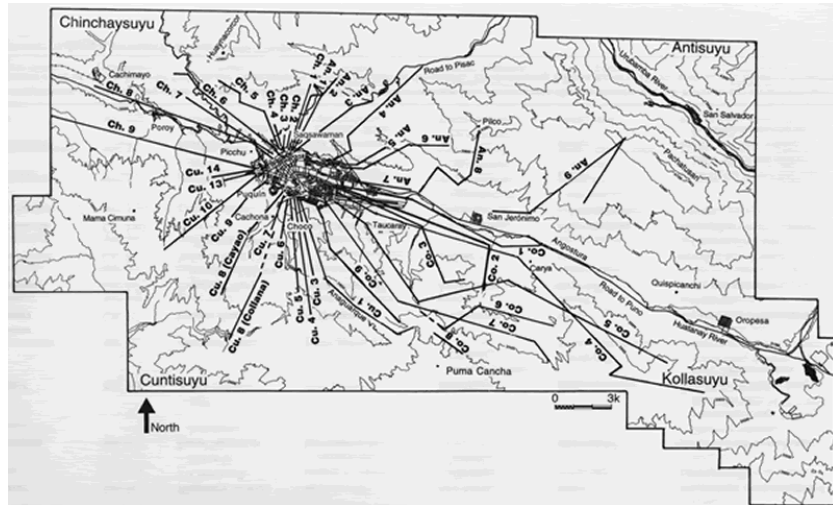 Chinchaysuyu
Antisuyu
Huaynacorcor
Cachimayo
Ch. 8
Ch. 7
Ch. 6
Ch. 5
Ch. 4
Ch. 3
Ch. 2
Ch. 1
An. 1
An. 2
An. 3
Road to Pisac
An. 4
Urubamba River
San Salvador
Poroy
Ch. 9
Saqsawaman
Picchu
An. 5
An. 6
Pilco
An. 8
Pachatusan
An. 9
An. 7
Cu. 14
Cu. 13
Puquín
Cu. 10
Mama Cimuna
Cachona
Cu. 9
Choco
Taucaray
San Jerónimo
Cu. 8 (Cayao)
Cu. 7
Cu. 6
Co. 3
Co. 2
Co. 1
Angostura
Carya
Quispicanchi
Road to Puno
Co. 9
Cu. 8 (Collana)
Cu. 5
Cu. 4
Cu. 3
Cu. 1
Co. 6
Co. 7
Co. 8
Co. 5
Co. 4
Oropesa
Huatanay River
Puma Cancha
Cuntisuyu
Kollasuyu
North
0 3k